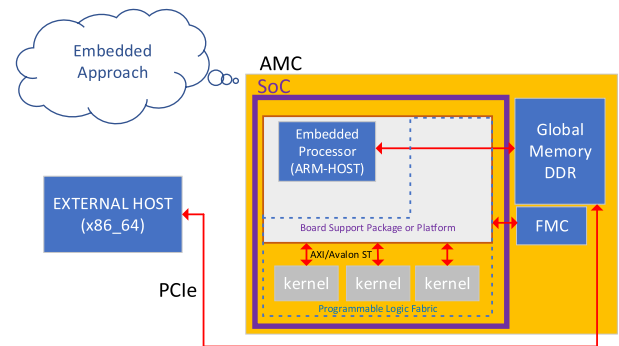 Embedded
Approach
AMC
SoC
Embedded
Processor
(ARM-HOST)
Global
Memory
DDR
EXTERNAL HOST
(x86_64)
FMC
Board Support Package or Platform
AXI/Avalon ST
kernel
kernel
kernel
PCIe
Programmable Logic Fabric